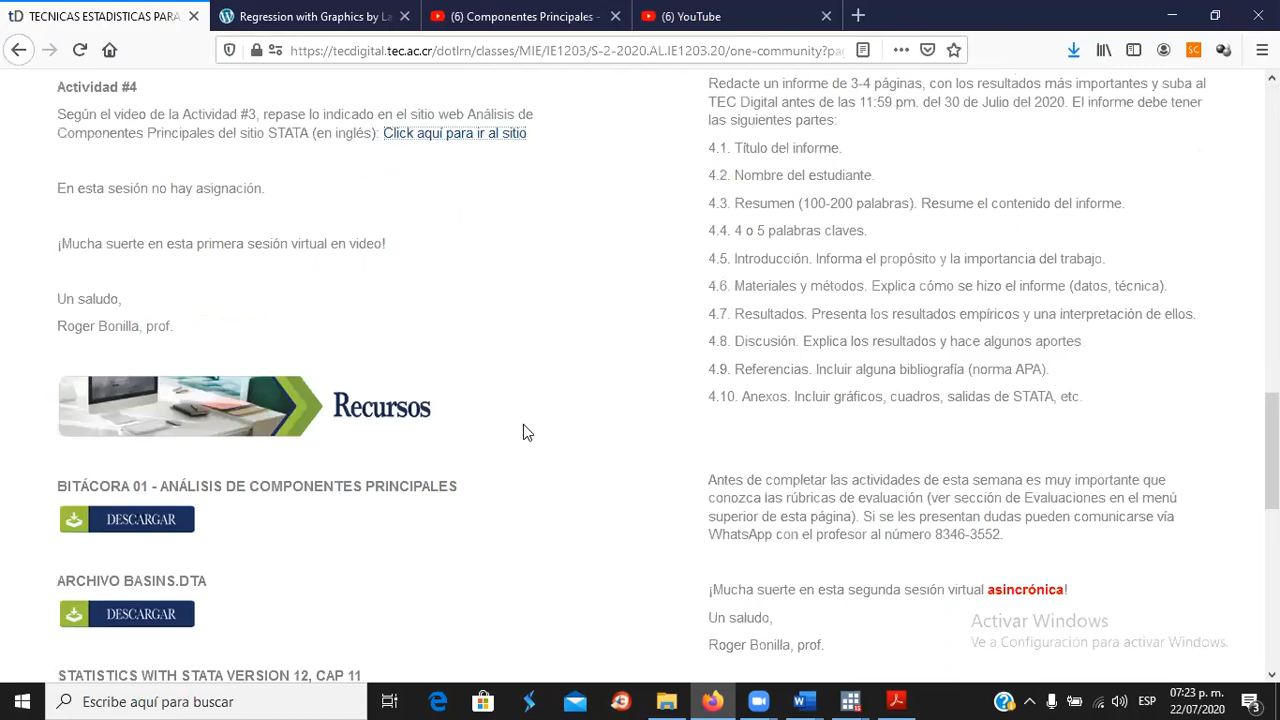 TECNICAS ESTADISTICAS PARA
Regression with Graphics by La
(6) Componentes Principales -
(6) YouTube
https://tecdigital.tec.ac.cr/dotlrn/classes/MIE/IE1203/S-2-2020.AL.IE1203.20/one-community?pa
Actividad #4
Según el video de la Actividad #3, repase lo indicado en el sitio web Análisis de
Componentes Principales del sitio STATA (en inglés): Click aquí para ir al sitio
En esta sesión no hay asignación.
¡Mucha suerte en esta primera sesión virtual en video!
Un saludo,
Roger Bonilla, prof.
Recursos
BITÁCORA 01 - ANÁLISIS DE COMPONENTES PRINCIPALES
DESCARGAR
ARCHIVO BASINS.DTA
DESCARGAR
STATISTICS WITH STATA VERSION 12, CAP 11
Redacte un informe de 3-4 páginas, con los resultados más importantes y suba al
TEC Digital antes de las 11:59 pm. del 30 de Julio del 2020. El informe debe tener
las siguientes partes:
4.1. Título del informe.
4.2. Nombre del estudiante.
4.3. Resumen (100-200 palabras). Resume el contenido del informe.
4.4. 4 o 5 palabras claves.
4.5. Introducción. Informa el propósito y la importancia del trabajo.
4.6. Materiales y métodos. Explica cómo se hizo el informe (datos, técnica).
4.7. Resultados. Presenta los resultados empíricos y una interpretación de ellos.
4.8. Discusión. Explica los resultados y hace algunos aportes.
4.9. Referencias. Incluir alguna bibliografía (norma APA).
4.10. Anexos. Incluir gráficos, cuadros, salidas de STATA, etc.
Antes de completar las actividades de esta semana es muy importante que
conozca las rúbricas de evaluación (ver sección de Evaluaciones en el menú
superior de esta página). Si se les presentan dudas pueden comunicarse vía
WhatsApp con el profesor al número 8346-3552.
¡Mucha suerte en esta segunda sesión virtual asincrónica!
Un saludo,
Roger Bonilla, prof.
Activar Windows
Ve a Configuración para activar Windows.
Escribe aquí para buscar
ESP
07:23 p. m.
22/07/2020
3